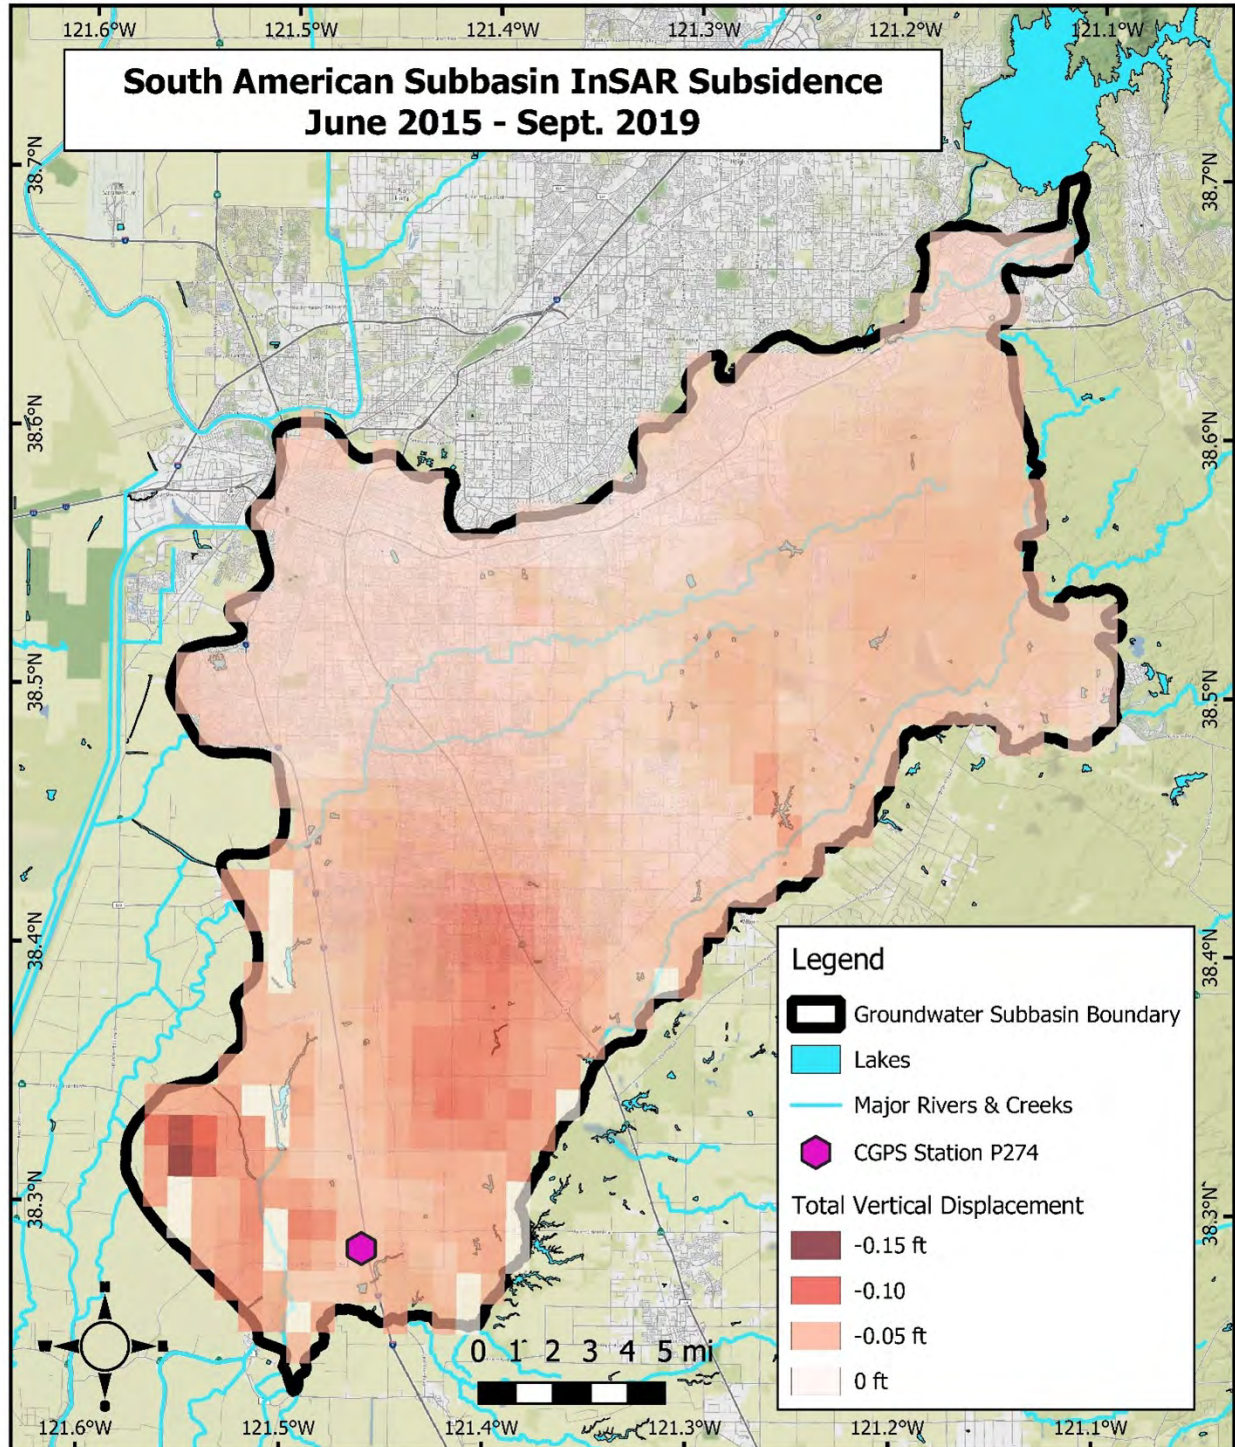 121.6°W 121.5°W 121.4°W 121.3°W 121.2°W 121.1°W
South American Subbasin InSAR Subsidence
June 2015 - Sept. 2019
38.7°N 38.7°N
38.6°N 38.6°N
38.5°N 38.5°N
38.4°N 38.4°N
38.3°N 38.3°N
Legend
Groundwater Subbasin Boundary
Lakes
Major Rivers & Creeks
CGPS Station P274
Total Vertical Displacement
-0.15 ft
-0.10
-0.05 ft
0 ft
0 1 2 3 4 5 mi
121.6°W 121.5°W 121.4°W 121.3°W 121.2°W 121.1°W